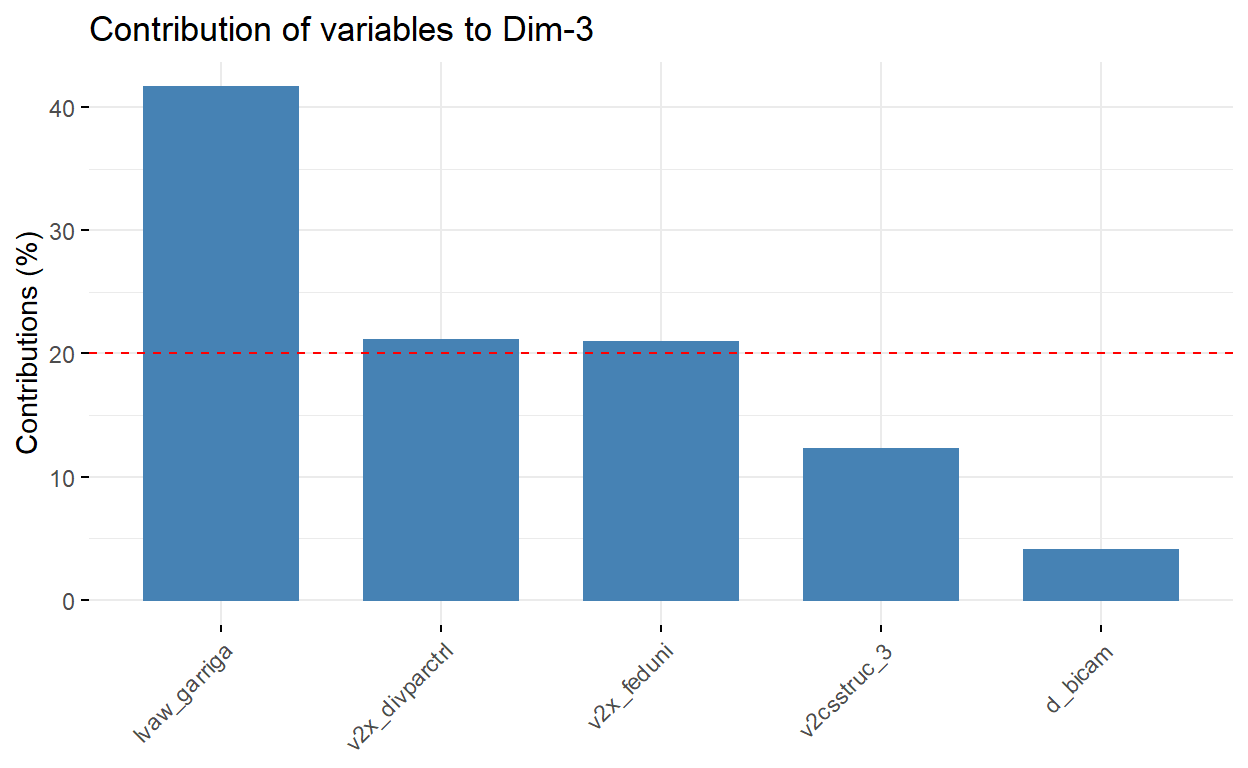 Contribution of variables to Dim-3
Contributions (%)
40
30
20
10
0
lvaw_garriga
v2x_divparctrl
v2x_feduni
v2csstruc_3
d_bicam